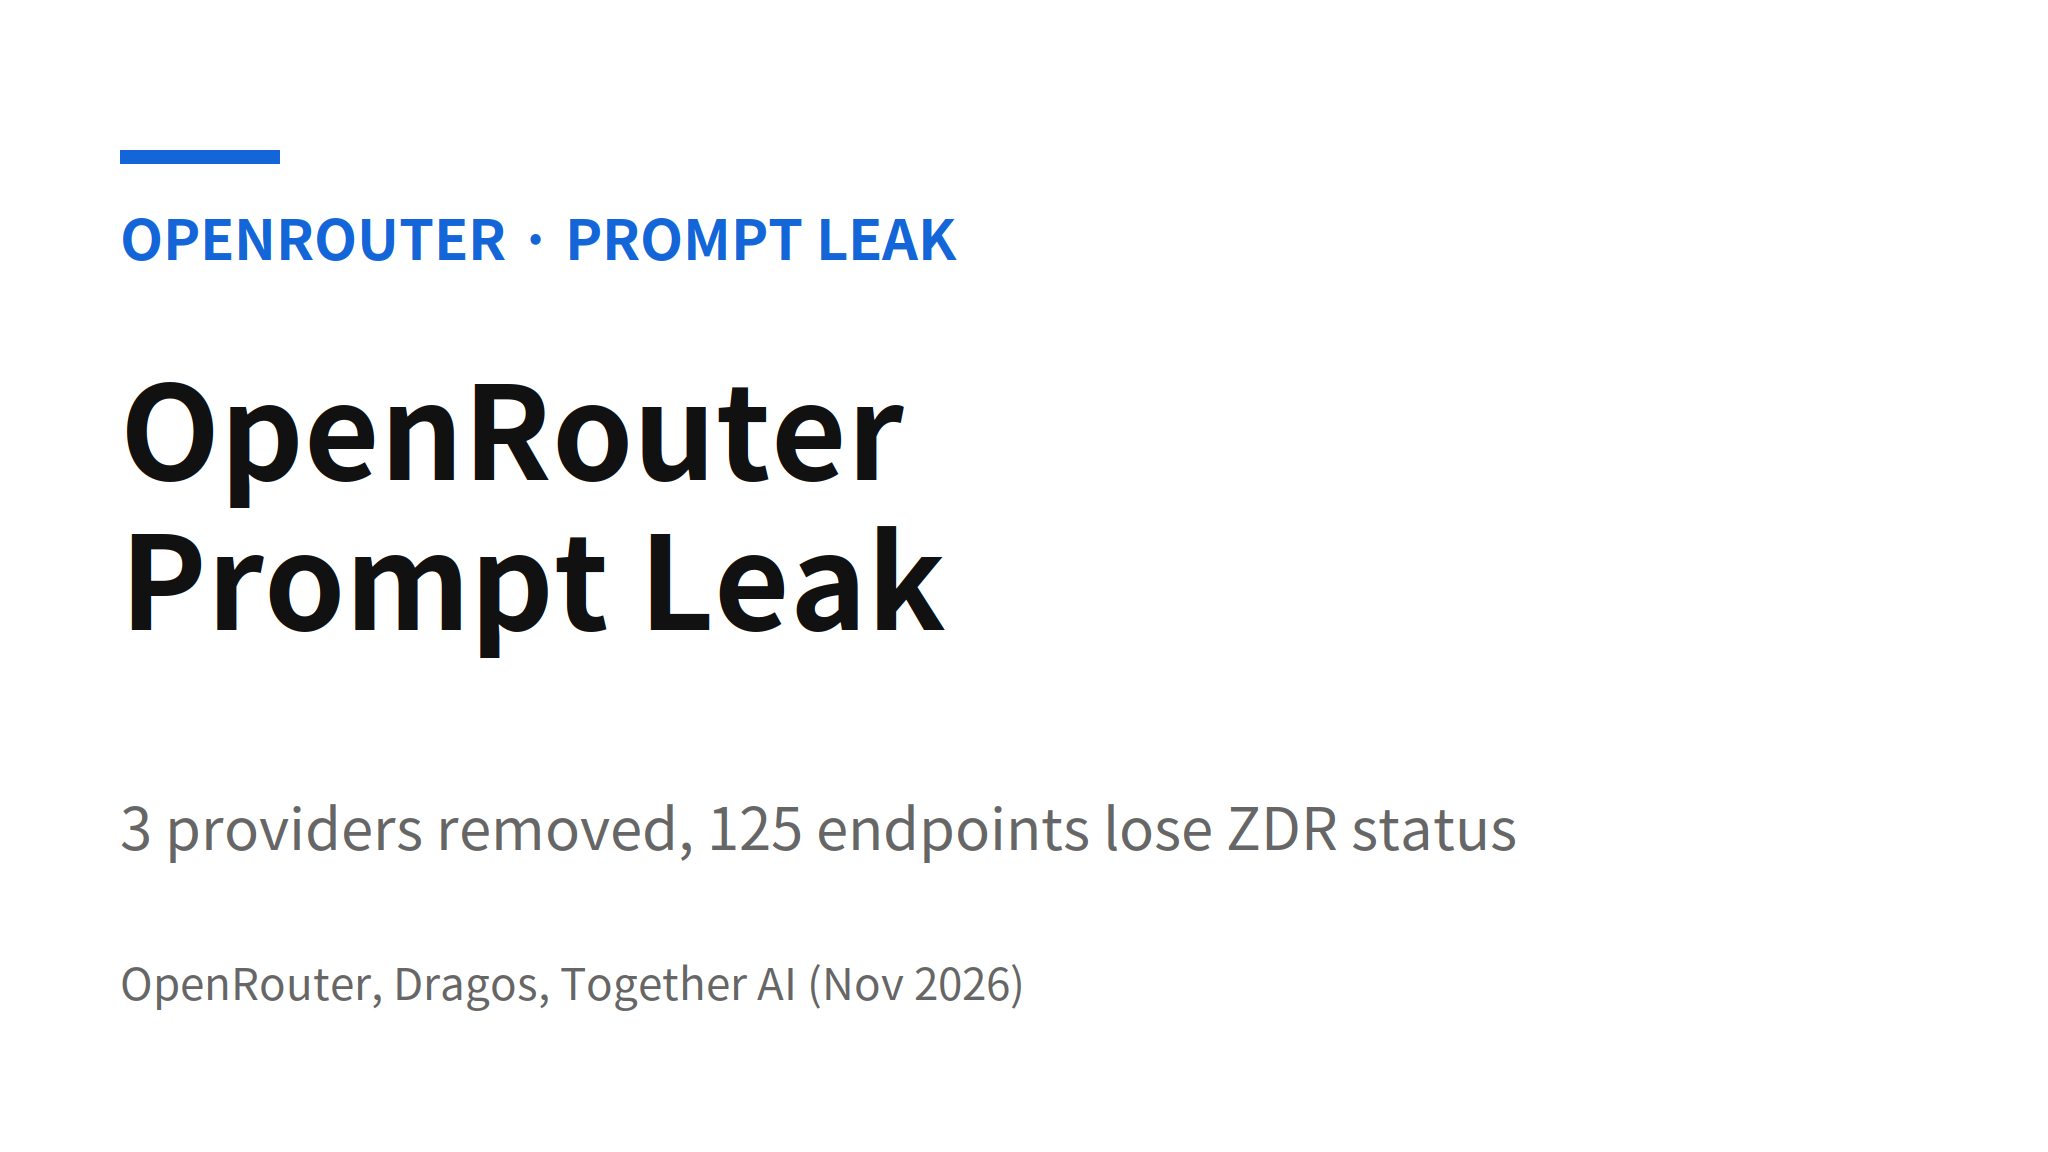 OPENROUTER · PROMPT LEAK
OpenRouter
Prompt Leak
3 providers removed, 125 endpoints lose ZDR status
OpenRouter, Dragos, Together AI (Nov 2026)